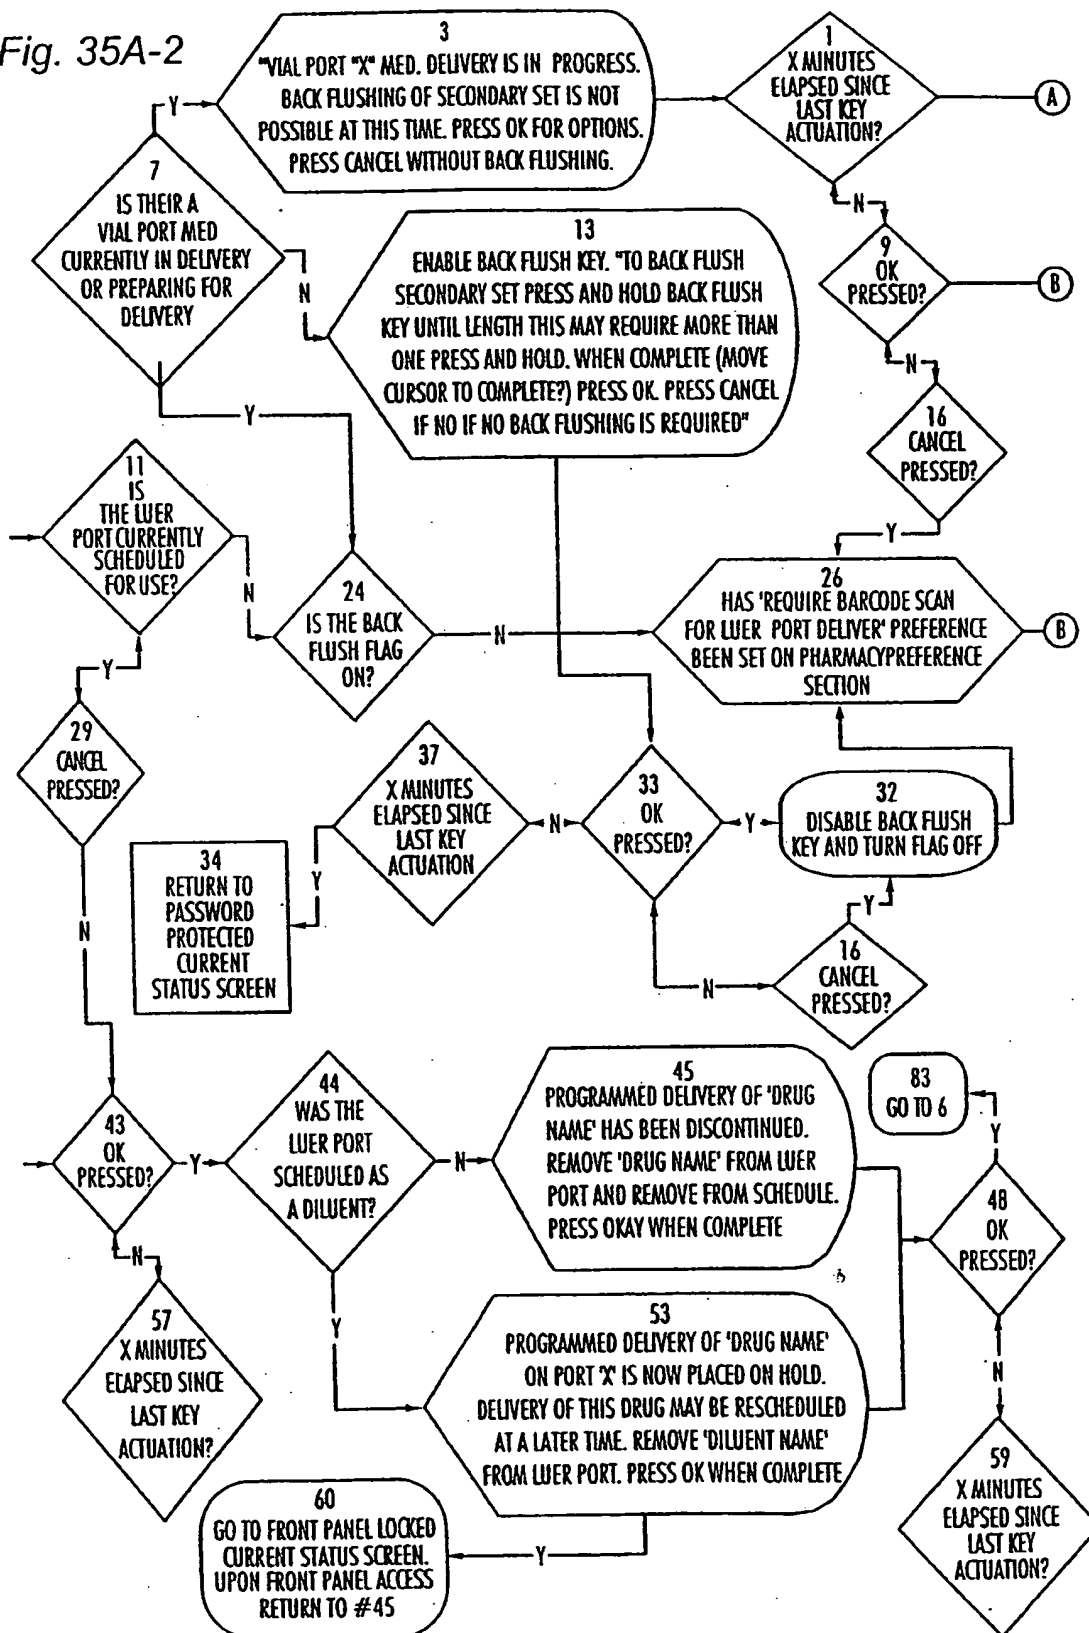 Fig. 35A-2
3
"VIAL PORT "X" MED. DELIVERY IS IN PROGRESS.
BACK FLUSHING OF SECONDARY SET IS NOT
POSSIBLE AT THIS TIME. PRESS OK FOR OPTIONS.
PRESS CANCEL WITHOUT BACK FLUSHING.
1
X MINUTES
ELAPSED SINCE
LAST KEY
ACTUATION?
A
Y
7
IS THEIR A
VIAL PORT MED
CURRENTLY IN DELIVERY
OR PREPARING FOR
DELIVERY
N
Y
13
ENABLE BACK FLUSH KEY. "TO BACK FLUSH
SECONDARY SET PRESS AND HOLD BACK FLUSH
KEY UNTIL LENGTH THIS MAY REQUIRE MORE THAN
ONE PRESS AND HOLD. WHEN COMPLETE (MOVE
CURSOR TO COMPLETE?) PRESS OK. PRESS CANCEL
IF NO IF NO BACK FLUSHING IS REQUIRED"
N
9
OK
PRESSED?
B
N
16
CANCEL
PRESSED?
Y
11
IS
THE LUER
PORT CURRENTLY
SCHEDULED
FOR USE?
N
Y
24
IS THE BACK
FLUSH FLAG
ON?
N
26
HAS 'REQUIRE BARCODE SCAN
FOR LUER PORT DELIVER' PREFERENCE
BEEN SET ON PHARMACYPREFERENCE
SECTION
B
29
CANCEL
PRESSED?
N
37
X MINUTES
ELAPSED SINCE
LAST KEY
ACTUATION
N
Y
33
OK
PRESSED?
Y
N
32
DISABLE BACK FLUSH
KEY AND TURN FLAG OFF
Y
16
CANCEL
PRESSED?
34
RETURN TO
PASSWORD
PROTECTED
CURRENT
STATUS SCREEN
43
OK
PRESSED?
Y
N
44
WAS THE
LUER PORT
SCHEDULED AS
A DILUENT?
N
Y
45
PROGRAMMED DELIVERY OF 'DRUG
NAME' HAS BEEN DISCONTINUED.
REMOVE 'DRUG NAME' FROM LUER
PORT AND REMOVE FROM SCHEDULE.
PRESS OKAY WHEN COMPLETE
83
GO TO 6
Y
48
OK
PRESSED?
N
57
X MINUTES
ELAPSED SINCE
LAST KEY
ACTUATION?
53
PROGRAMMED DELIVERY OF 'DRUG NAME'
ON PORT 'X' IS NOW PLACED ON HOLD.
DELIVERY OF THIS DRUG MAY BE RESCHEDULED
AT A LATER TIME. REMOVE 'DILUENT NAME'
FROM LUER PORT. PRESS OK WHEN COMPLETE
Y
59
X MINUTES
ELAPSED SINCE
LAST KEY
ACTUATION?
60
GO TO FRONT PANEL LOCKED
CURRENT STATUS SCREEN.
UPON FRONT PANEL ACCESS
RETURN TO #45